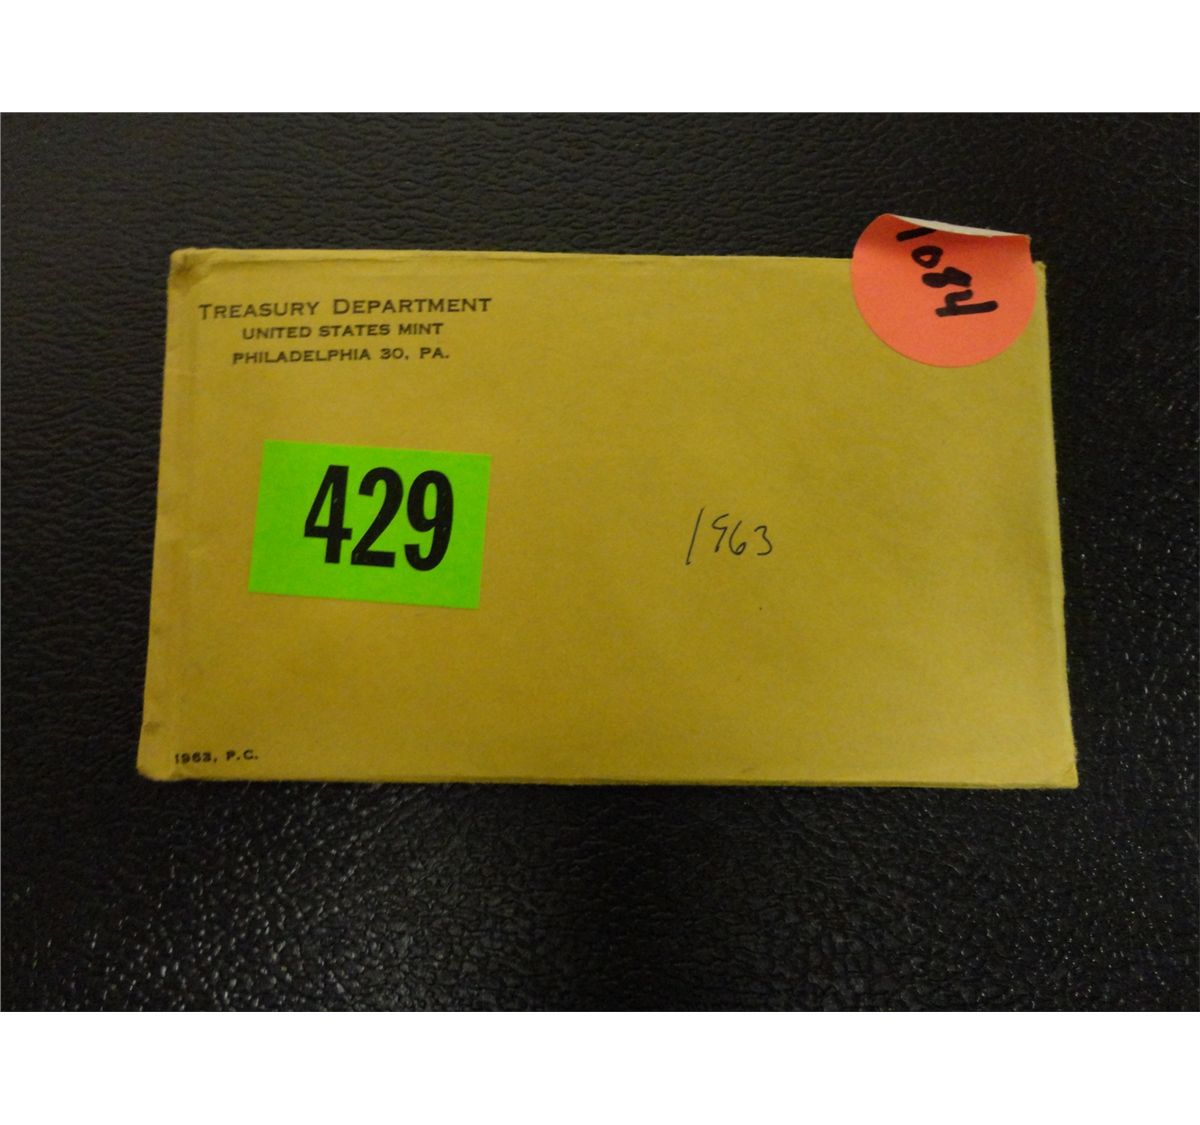 TREASURY DEPARTMENT
UNITED STATES MINT
PHILADELPHIA 30, PA.
1084
429
1963
1963, P.C.